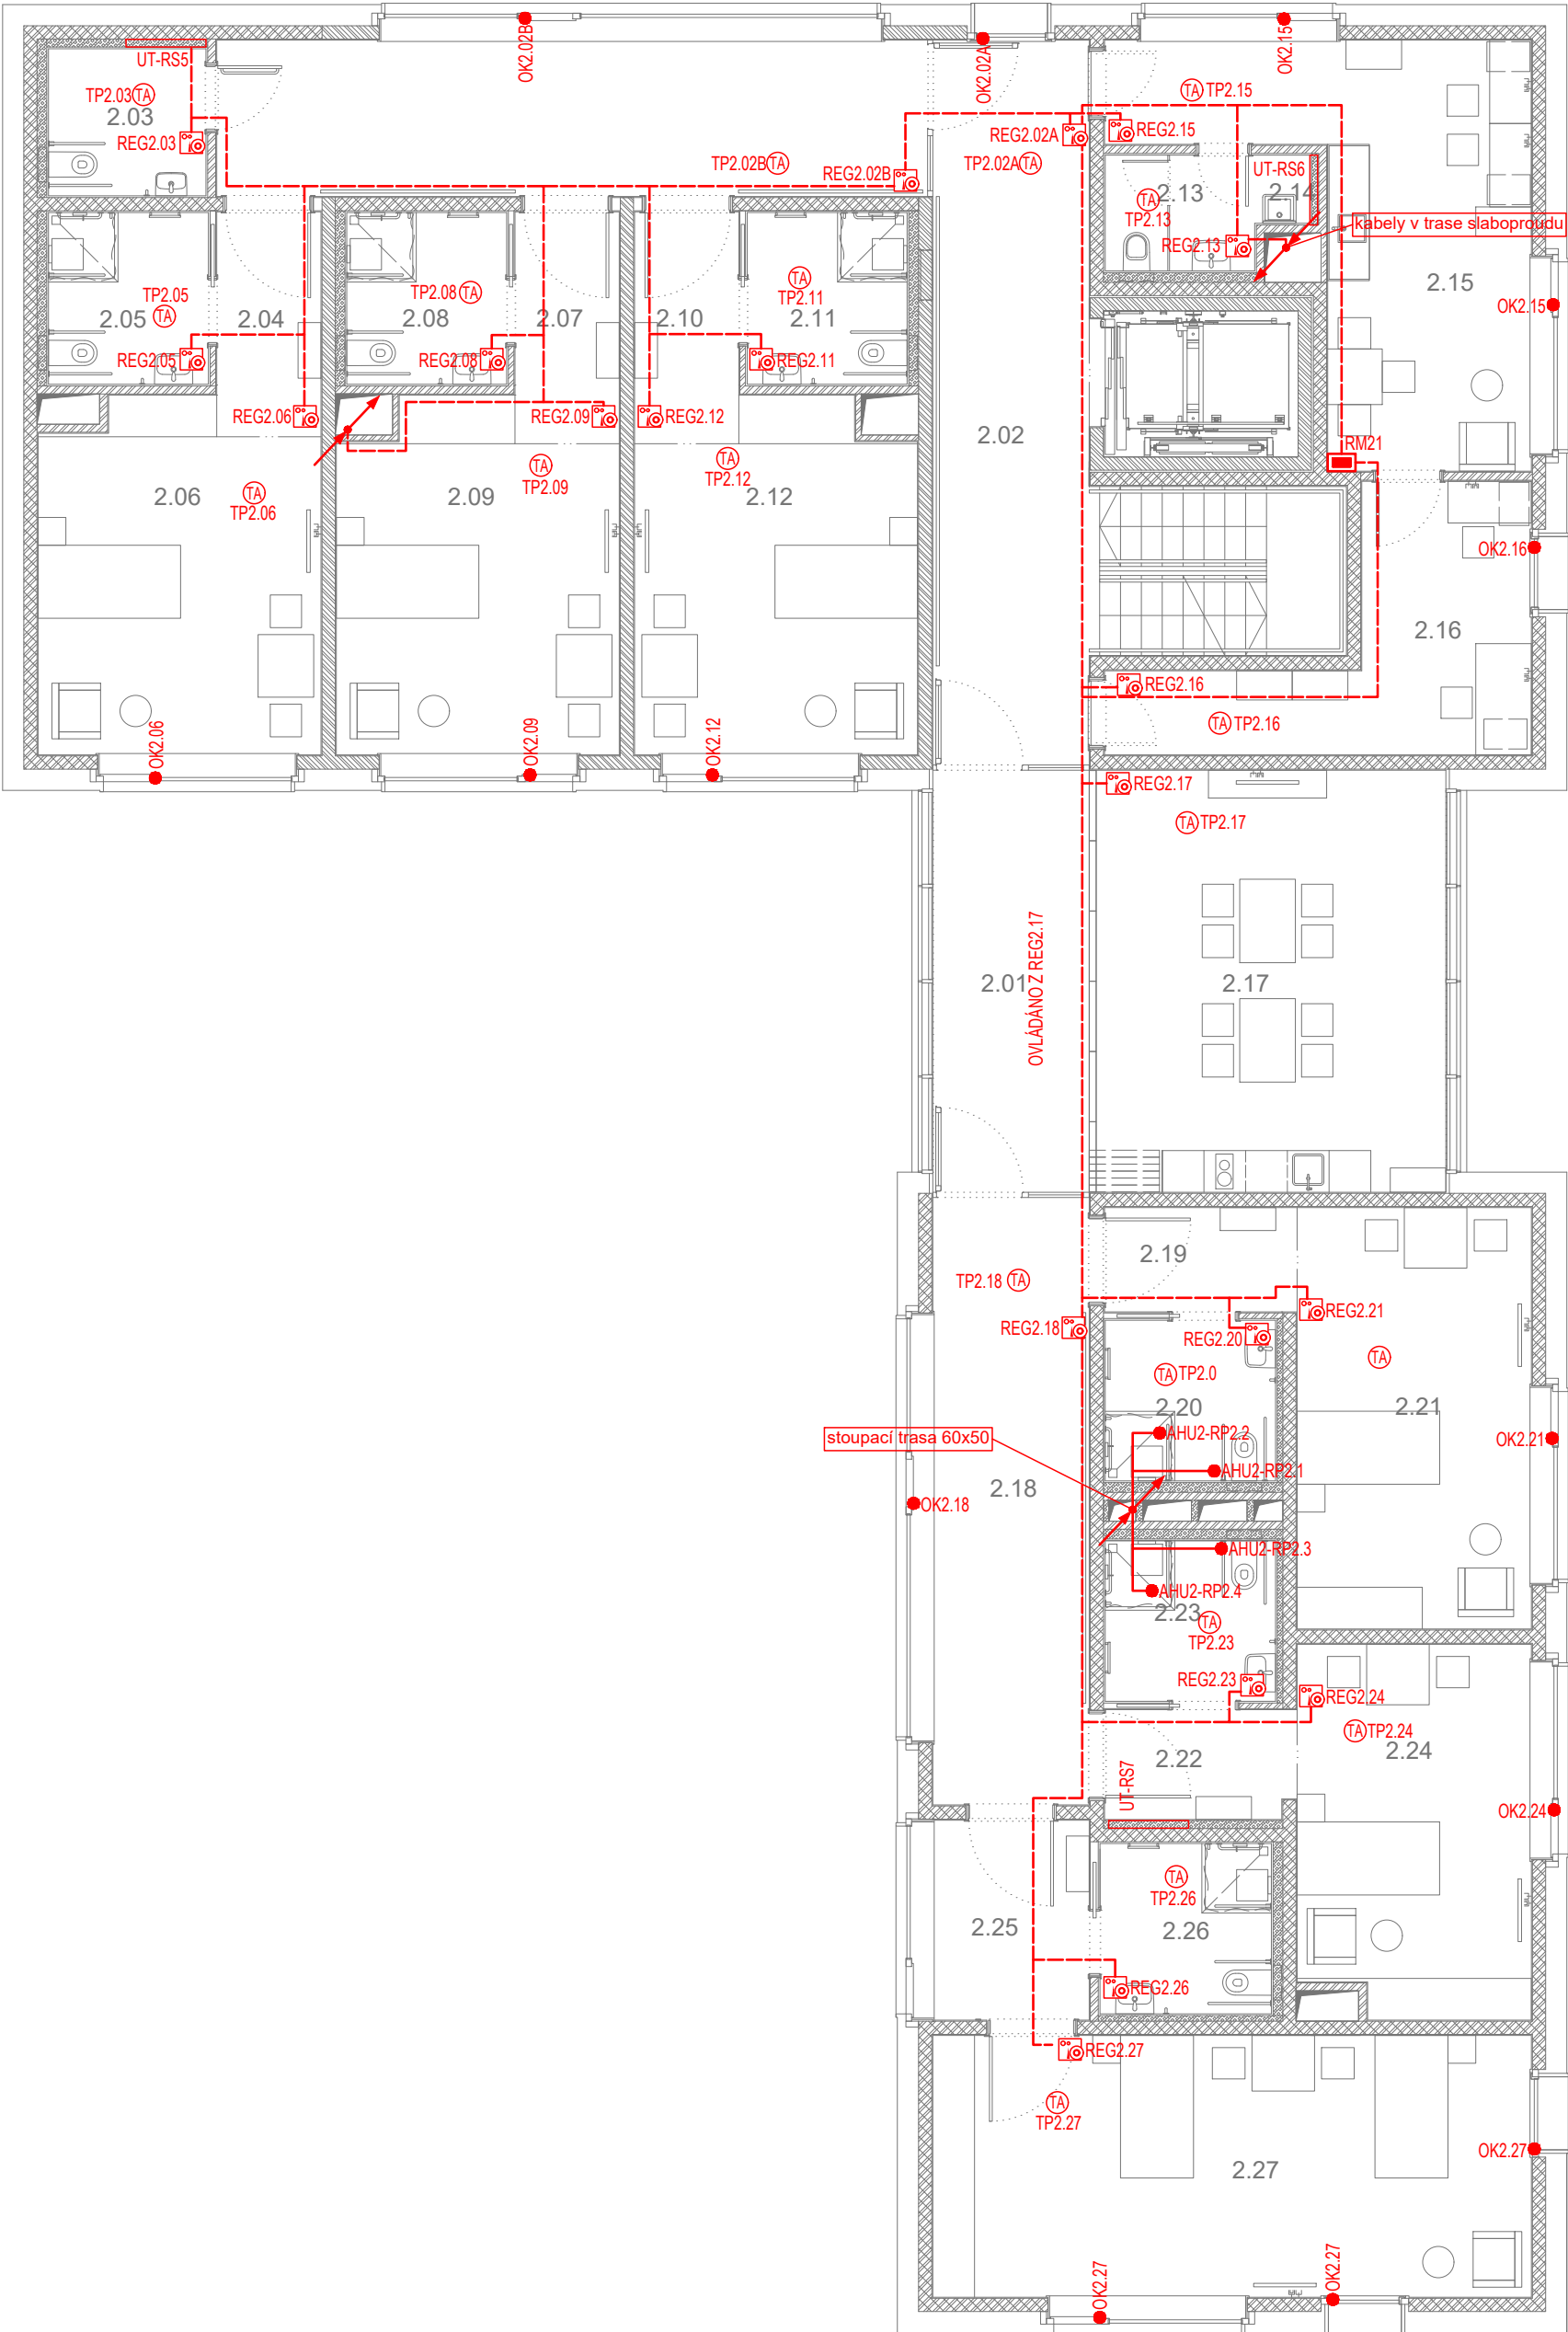 OK2.02B
OK2.02A
OK2.15
UT-RS5
TP2.03 TA
2.03
REG2.03
TA TP2.15
REG2.02A
REG2.15
TP2.02B TA
REG2.02B
TP2.02A TA
UT-RS6
2.13
2.14
TA
TP2.13
REG2.13
kabely v trase slaboproudu
2.15
OK2.15
TP2.05
TA
2.05
2.04
REG2.05
TP2.08 TA
2.08
2.07
REG2.08
TA
TP2.11
2.10
2.11
REG2.11
REG2.06
REG2.09
REG2.12
2.02
RM21
TA
TP2.06
2.06
TA
TP2.09
2.09
TA
TP2.12
2.12
OK2.16
2.16
REG2.16
TA TP2.16
OK2.06
OK2.09
OK2.12
REG2.17
TA TP2.17
OVLÁDÁNO Z REG2.17
2.01
2.17
2.19
TP2.18 TA
REG2.18
REG2.21
REG2.20
TA
TA TP2.0
2.20
2.21
AHU2-RP2.2
stoupací trasa 60x50
OK2.21
AHU2-RP2.1
2.18
OK2.18
AHU2-RP2.3
AHU2-RP2.4
2.23
TA
TP2.23
REG2.23
REG2.24
TA TP2.24
2.24
2.22
UT-RS7
OK2.24
TA
TP2.26
2.25
2.26
REG2.26
REG2.27
TA
TP2.27
OK2.27
2.27
OK2.27
OK2.27